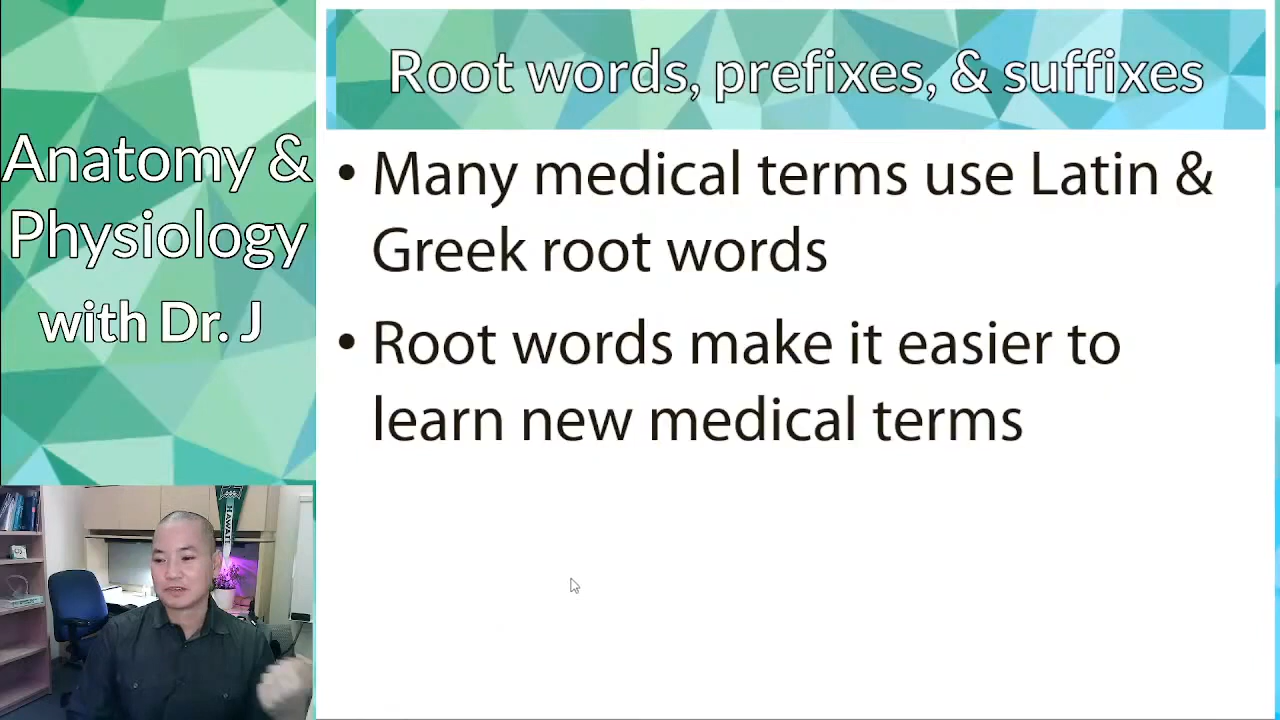 Root words, prefixes, & suffixes
Anatomy &
Physiology
with Dr. J
• Many medical terms use Latin &
Greek root words
• Root words make it easier to
learn new medical terms
HAWAI'I